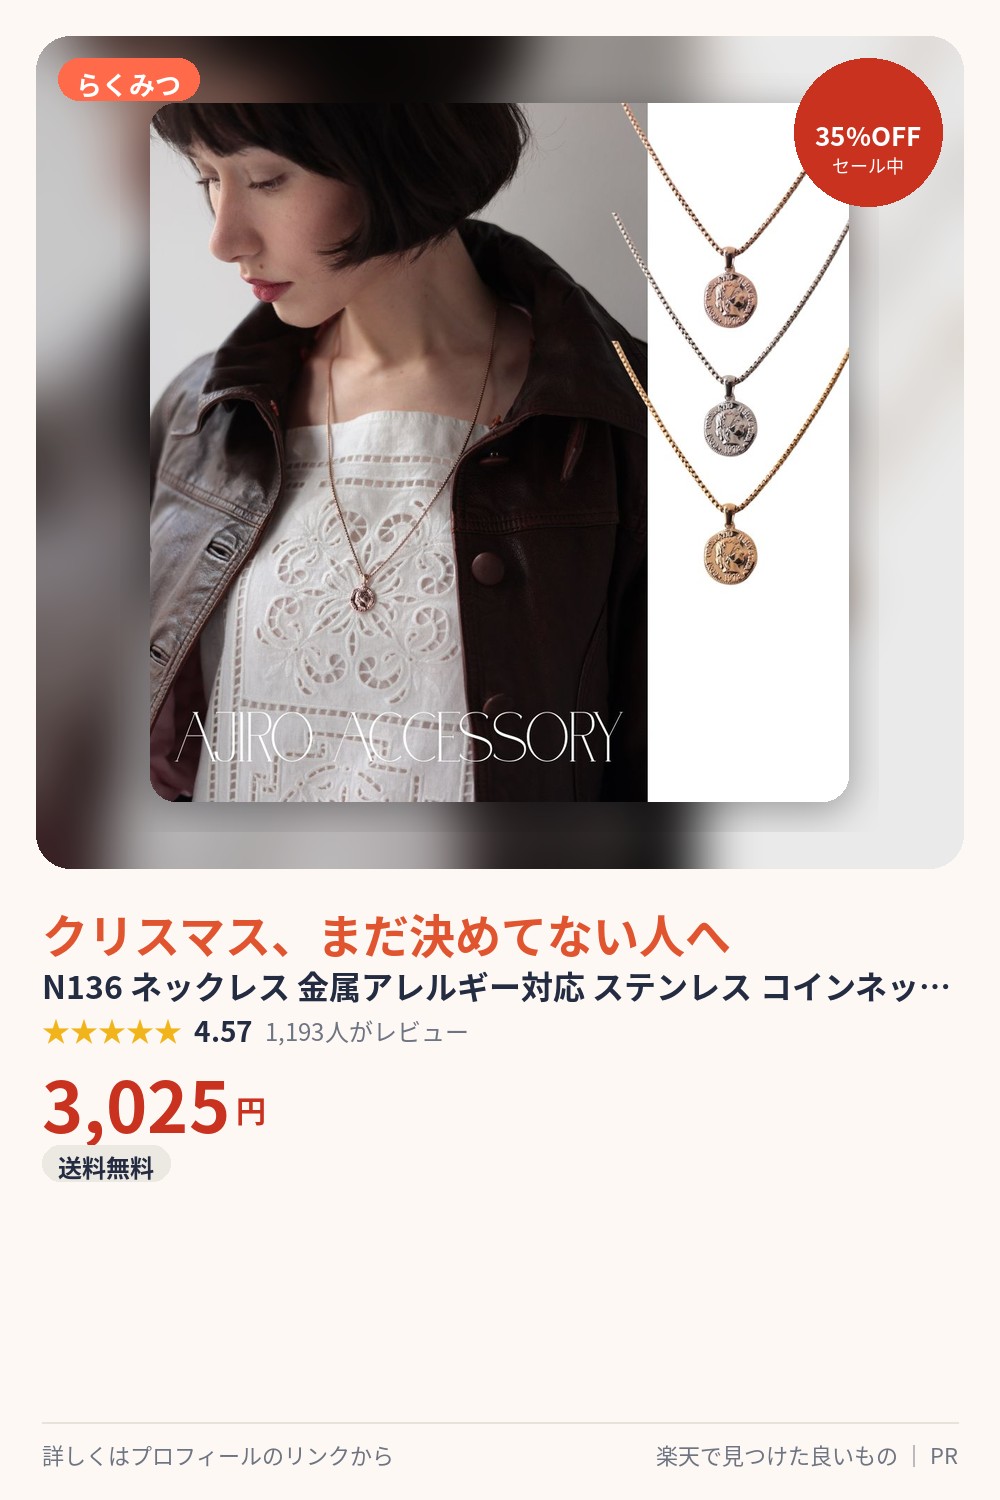 らくみつ
35%OFF
セール中
AJIRO ACCESSORY
クリスマス、まだ決めてない人へ
N136 ネックレス 金属アレルギー対応 ステンレス コインネッ…
★★★★★ 4.57 1,193人がレビュー
3,025円
送料無料
詳しくはプロフィールのリンクから
楽天で見つけた良いもの｜PR